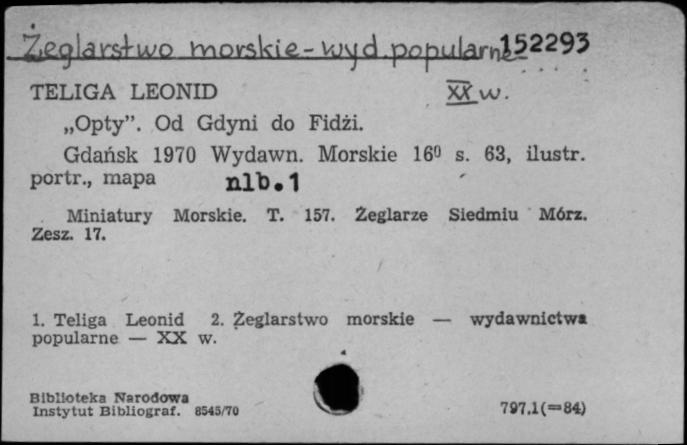 Żeglarstwo morskie - wyd. popularne 152293
TELIGA LEONID XX w.
„Opty”. Od Gdyni do Fidżi.
Gdańsk 1970 Wydawn. Morskie 16⁰ s. 63, ilustr.
portr., mapa nlb.1
Miniatury Morskie. T. 157. Żeglarze Siedmiu Mórz.
Zesz. 17.
1. Teliga Leonid 2. Żeglarstwo morskie — wydawnictwa
popularne — XX w.
Biblioteka Narodowa
Instytut Bibliograf. 8545/70 797.1(=84)